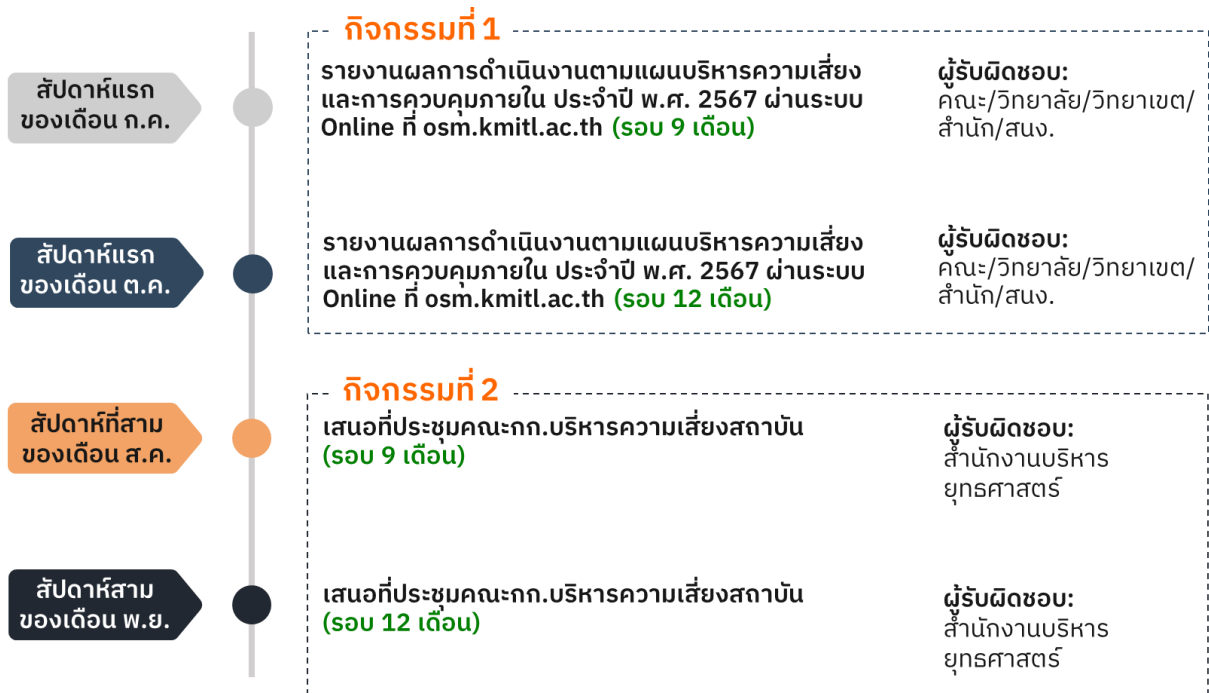 กิจกรรมที่ 1
สัปดาห์แรก
ของเดือน ก.ค.
รายงานผลการดำเนินงานตามแผนบริหารความเสี่ยง
และการควบคุมภายใน ประจำปี พ.ศ. 2567 ผ่านระบบ
Online ที่ osm.kmitl.ac.th (รอบ 9 เดือน)
ผู้รับผิดชอบ:
คณะ/วิทยาลัย/วิทยาเขต/
สำนัก/สนง.
สัปดาห์แรก
ของเดือน ต.ค.
รายงานผลการดำเนินงานตามแผนบริหารความเสี่ยง
และการควบคุมภายใน ประจำปี พ.ศ. 2567 ผ่านระบบ
Online ที่ osm.kmitl.ac.th (รอบ 12 เดือน)
ผู้รับผิดชอบ:
คณะ/วิทยาลัย/วิทยาเขต/
สำนัก/สนง.
กิจกรรมที่ 2
สัปดาห์ที่สาม
ของเดือน ส.ค.
เสนอที่ประชุมคณะกก.บริหารความเสี่ยงสถาบัน
(รอบ 9 เดือน)
ผู้รับผิดชอบ:
สำนักงานบริหาร
ยุทธศาสตร์
สัปดาห์สาม
ของเดือน พ.ย.
เสนอที่ประชุมคณะกก.บริหารความเสี่ยงสถาบัน
(รอบ 12 เดือน)
ผู้รับผิดชอบ:
สำนักงานบริหาร
ยุทธศาสตร์